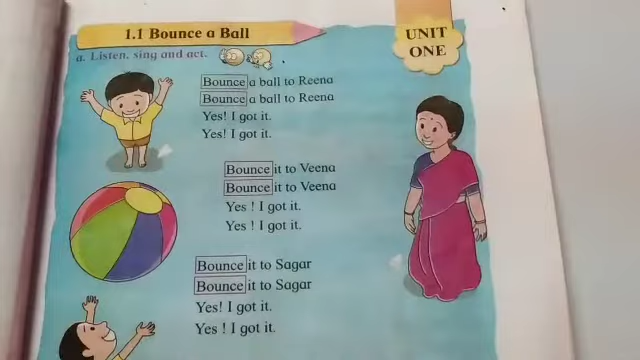 1.1 Bounce a Ball
UNIT
ONE
a. Listen, sing and act.
Bounce a ball to Reena
Bounce a ball to Reena
Yes! I got it.
Yes! I got it.
Bounce it to Veena
Bounce it to Veena
Yes ! I got it.
Yes ! I got it.
Bounce it to Sagar
Bounce it to Sagar
Yes! I got it.
Yes ! I got it.